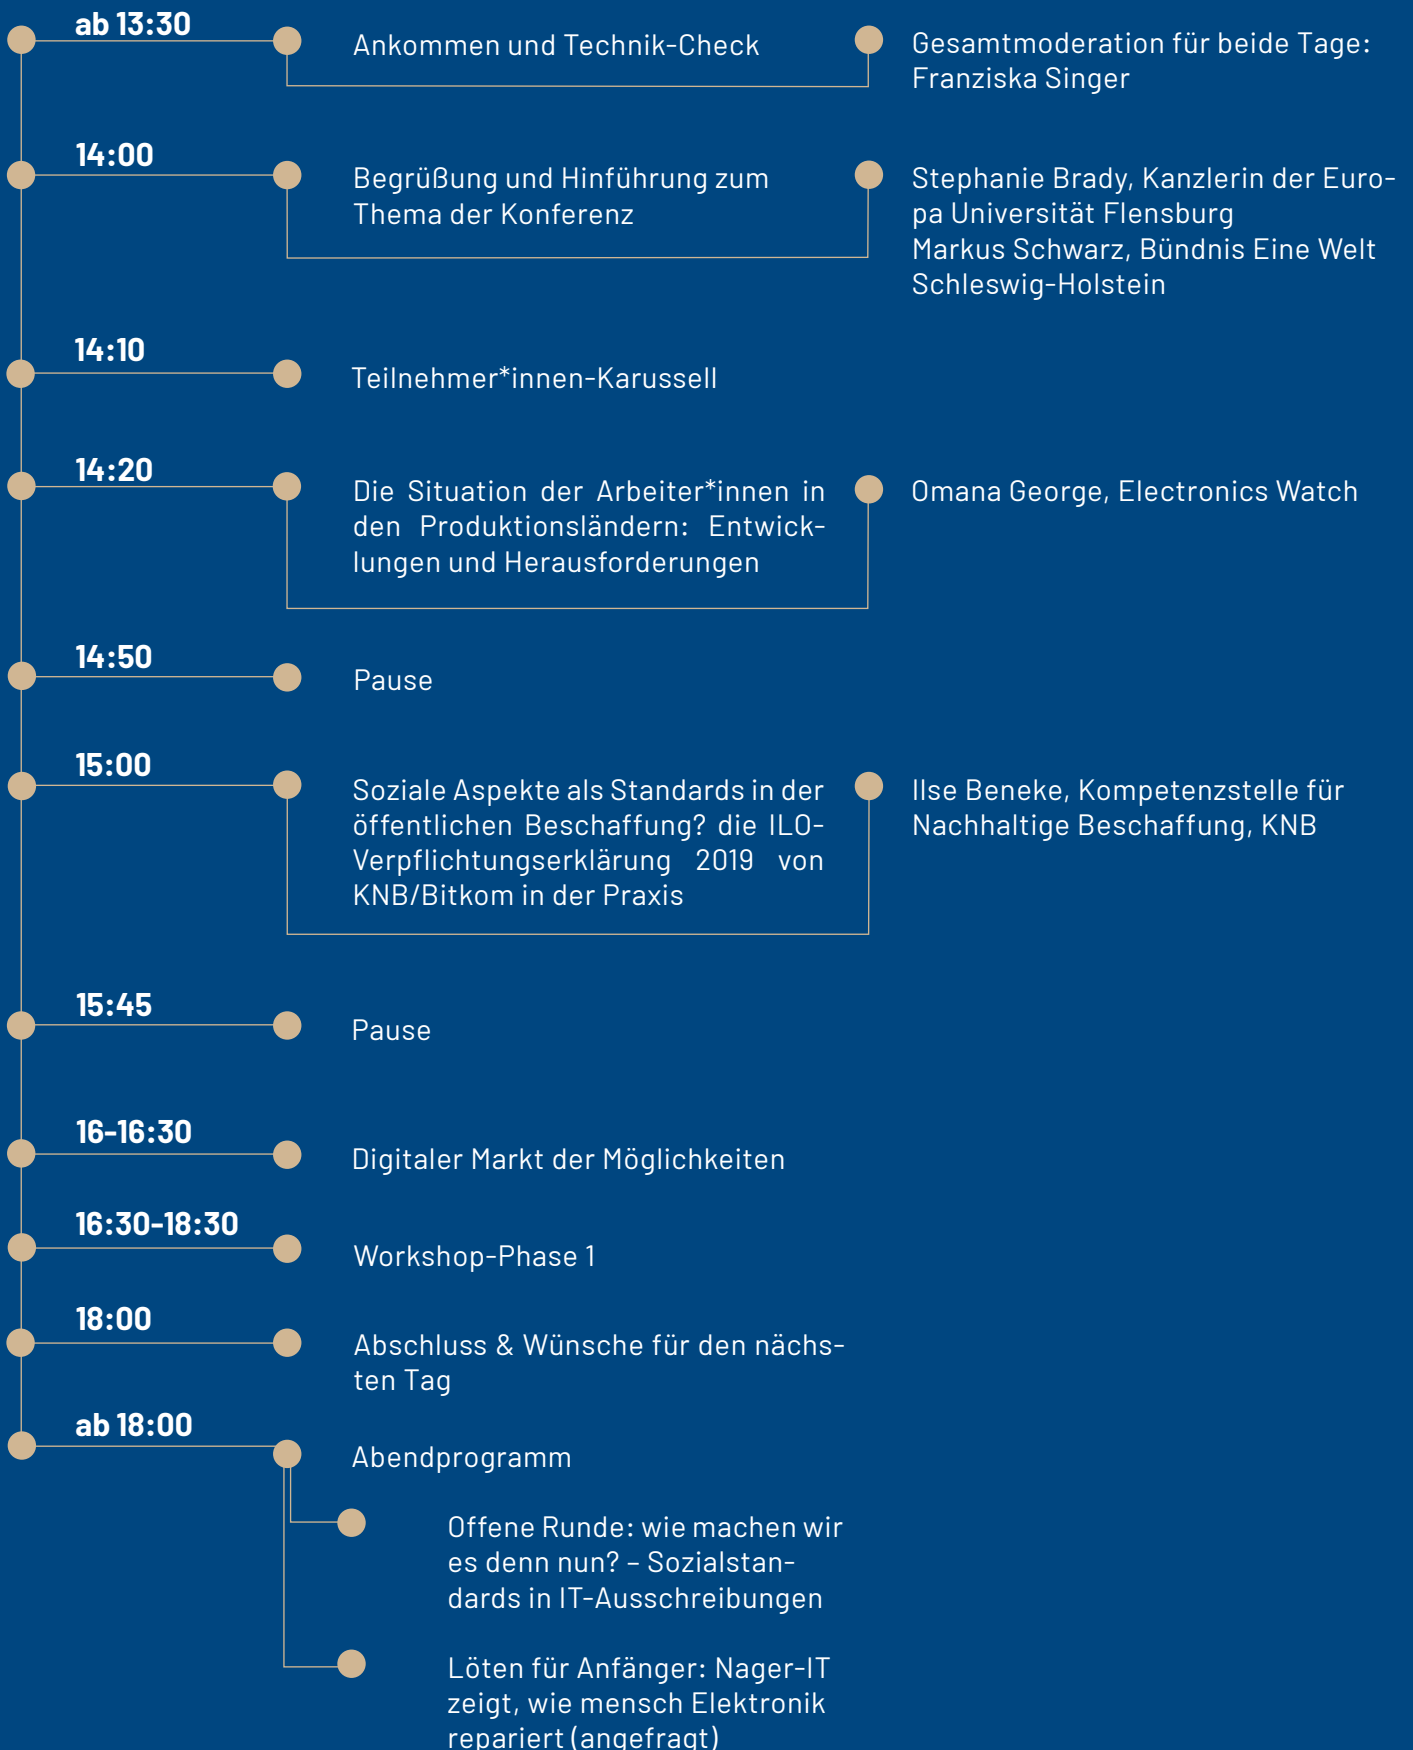 ab 13:30
Ankommen und Technik-Check
Gesamtmoderation für beide Tage:
Franziska Singer
14:00
Begrüßung und Hinführung zum
Thema der Konferenz
Stephanie Brady, Kanzlerin der Euro-
pa Universität Flensburg
Markus Schwarz, Bündnis Eine Welt
Schleswig-Holstein
14:10
Teilnehmer*innen-Karussell
14:20
Die Situation der Arbeiter*innen in
den Produktionsländern: Entwick-
lungen und Herausforderungen
Omana George, Electronics Watch
14:50
Pause
15:00
Soziale Aspekte als Standards in der
öffentlichen Beschaffung? die ILO-
Verpflichtungserklärung 2019 von
KNB/Bitkom in der Praxis
Ilse Beneke, Kompetenzstelle für
Nachhaltige Beschaffung, KNB
15:45
Pause
16-16:30
Digitaler Markt der Möglichkeiten
16:30-18:30
Workshop-Phase 1
18:00
Abschluss & Wünsche für den nächs-
ten Tag
ab 18:00
Abendprogramm
Offene Runde: wie machen wir
es denn nun? – Sozialstan-
dards in IT-Ausschreibungen
Löten für Anfänger: Nager-IT
zeigt, wie mensch Elektronik
repariert (angefragt)